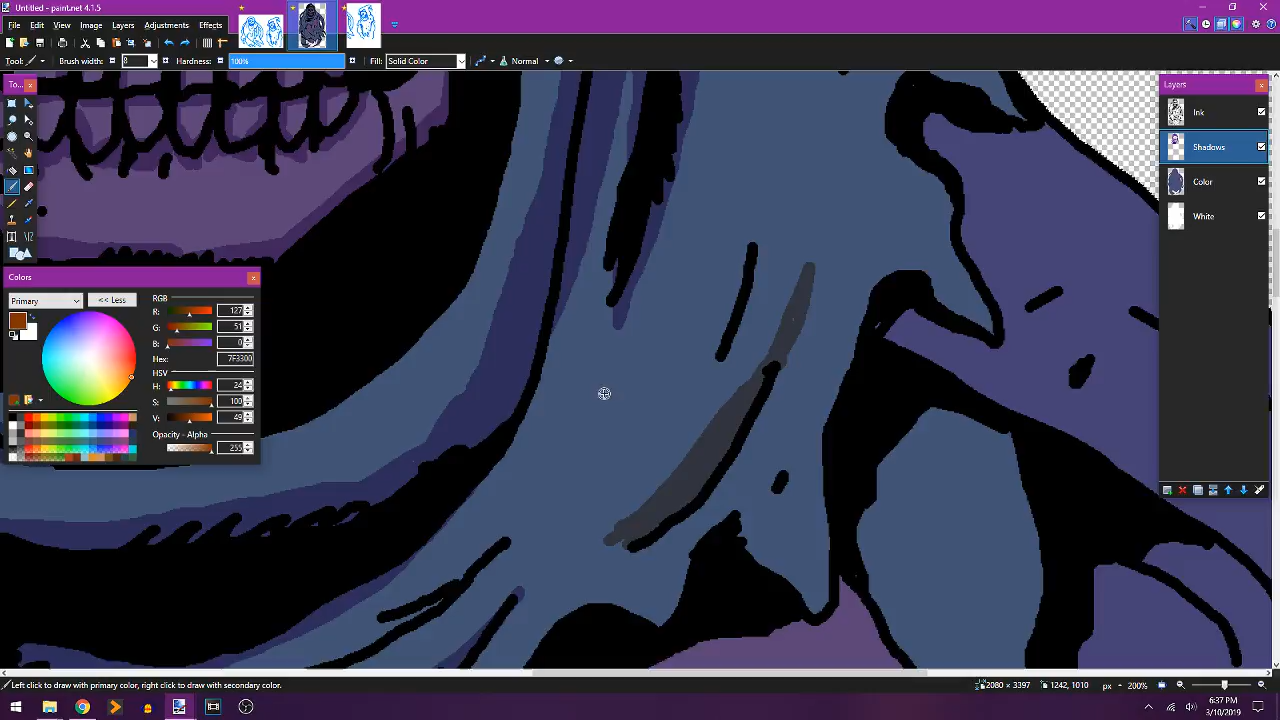 Untitled - paint.net 4.1.5
File Edit View Image Layers Adjustments Effects
Tool: Brush width: 8 Hardness: 100% Fill: Solid Color Normal
To...
Layers
Ink
Shadows
Color
White
Colors
Primary << Less
RGB
R: 127
G: 51
B: 0
Hex: 7F3300
HSV
H: 24
S: 100
V: 49
Opacity - Alpha
255
Left click to draw with primary color, right click to draw with secondary color. 2080 × 3397 1242, 1010 px 200%
6:37 PM
3/10/2019